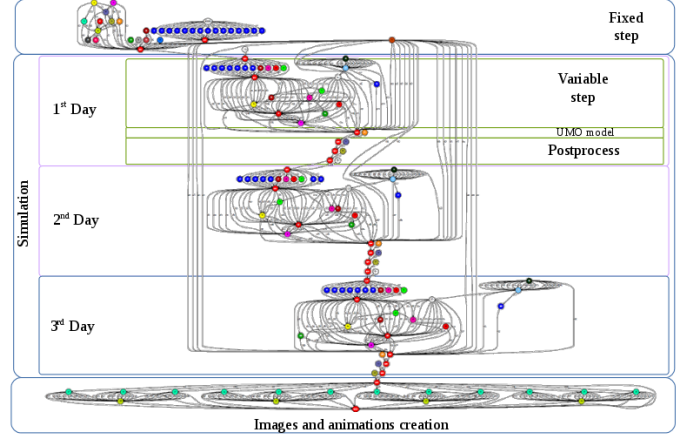 Fixed
step
Simulation
1st Day
Variable
step
UMO model
Postprocess
2nd Day
3rd Day
Images and animations creation